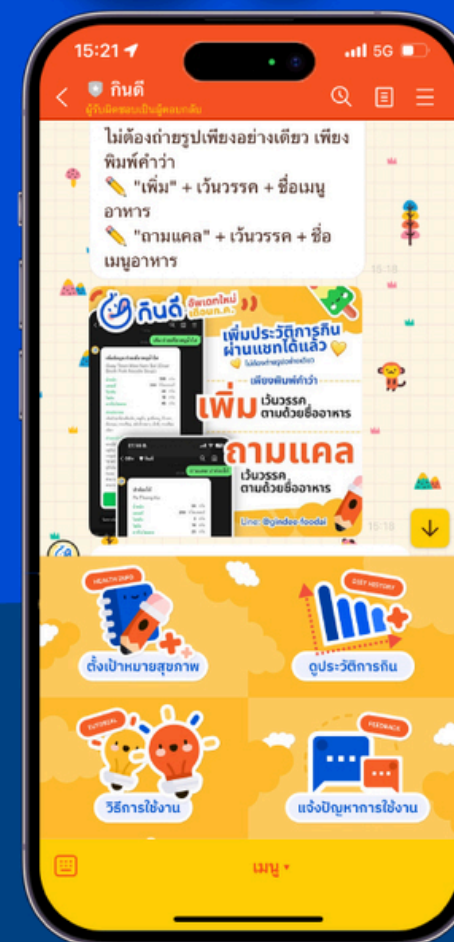 15:21
5G
กินดี
ผู้รับผิดชอบเป็นผู้ตอบกลับ
ไม่ต้องถ่ายรูปเพียงอย่างเดียว เพียง
พิมพ์คำว่า
"เพิ่ม" + เว้นวรรค + ชื่อเมนู
อาหาร
"ถามแคล" + เว้นวรรค + ชื่อ
เมนูอาหาร
15:18
กินดี
อัพเดทใหม่
เดือนก.ค.
เพิ่มประวัติการกิน
ผ่านแชทได้แล้ว
เพียงพิมพ์คำว่า
เพิ่ม เว้นวรรค
ตามด้วยชื่ออาหาร
ถามแคล
เว้นวรรค
ตามด้วยชื่ออาหาร
Line: @gindee foodai
15:18
HEALTH INFO
ตั้งเป้าหมายสุขภาพ
DIET HISTORY
ดูประวัติการกิน
TUTORIAL
วิธีการใช้งาน
FEEDBACK
แจ้งปัญหาการใช้งาน
เมนู